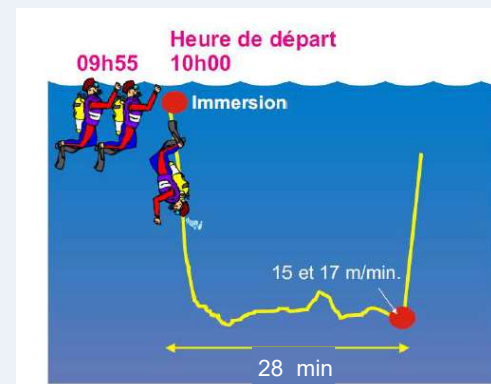 Heure de départ
09h55 10h00
Immersion
15 et 17 m/min.
28 min